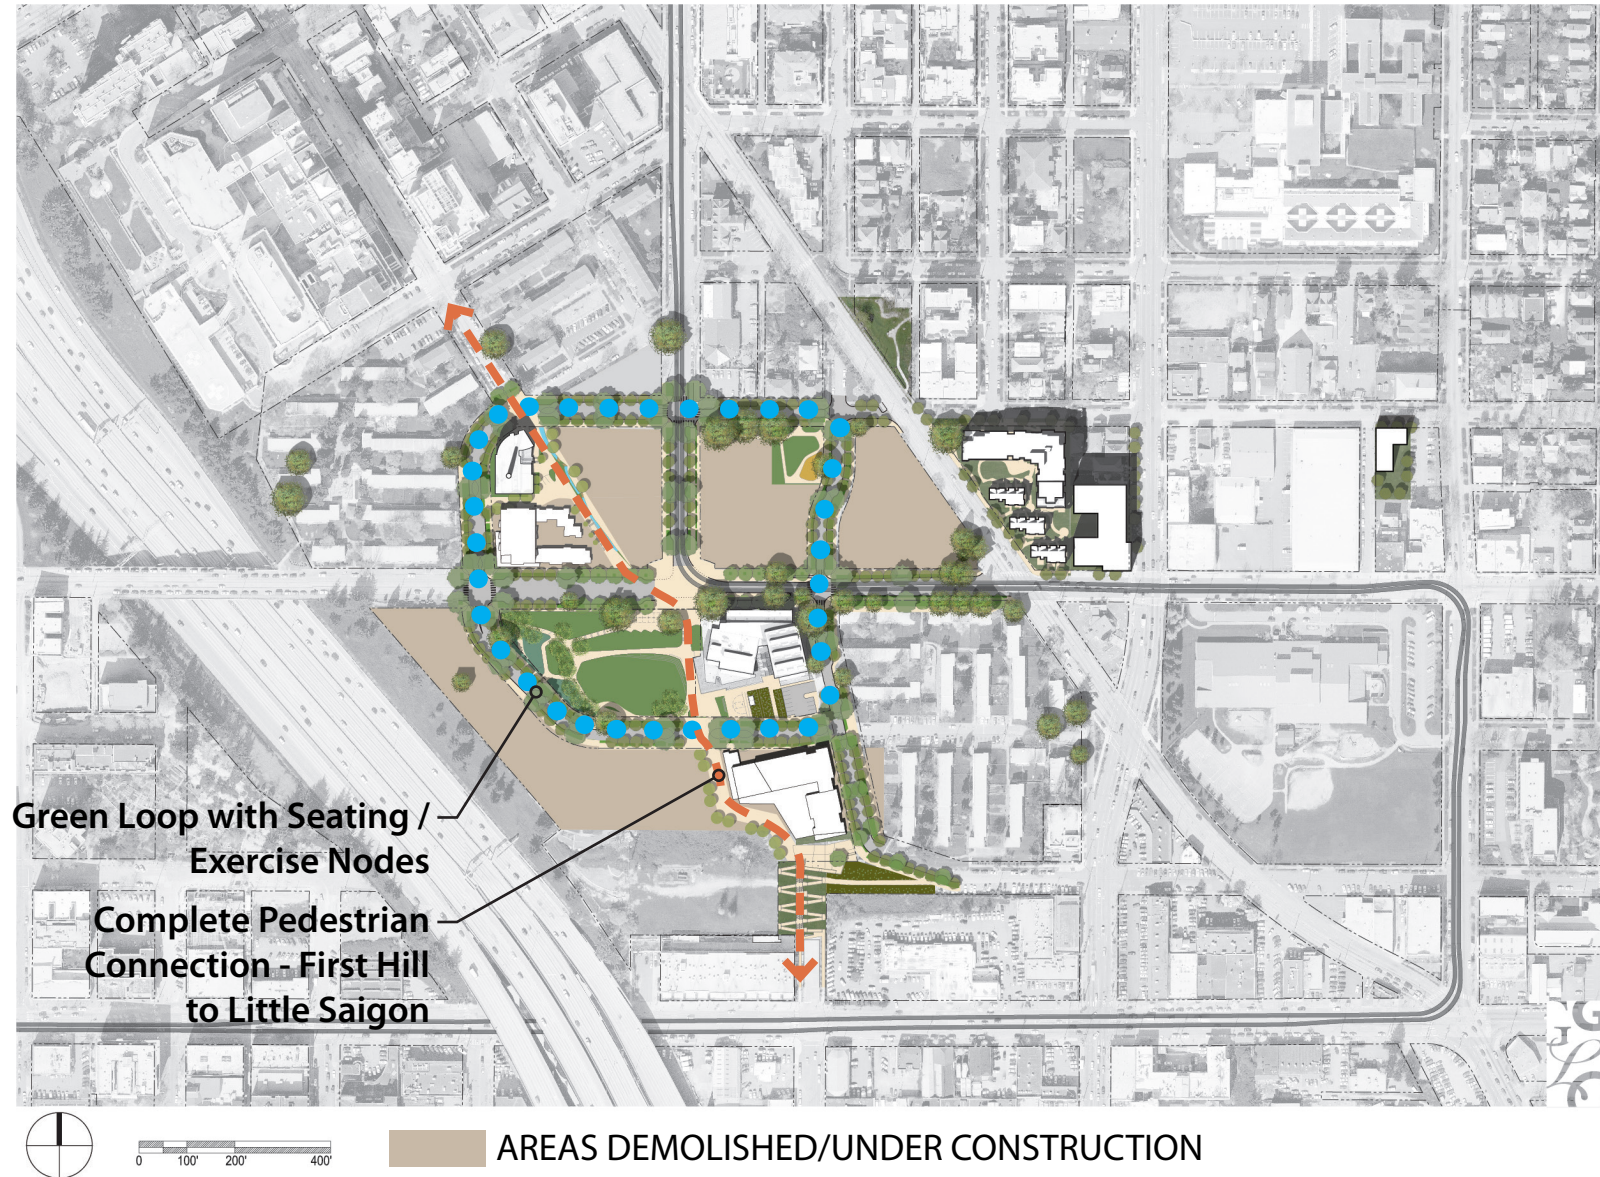 Green Loop with Seating /
Exercise Nodes
Complete Pedestrian
Connection - First Hill
to Little Saigon
0 100' 200' 400'
AREAS DEMOLISHED/UNDER CONSTRUCTION